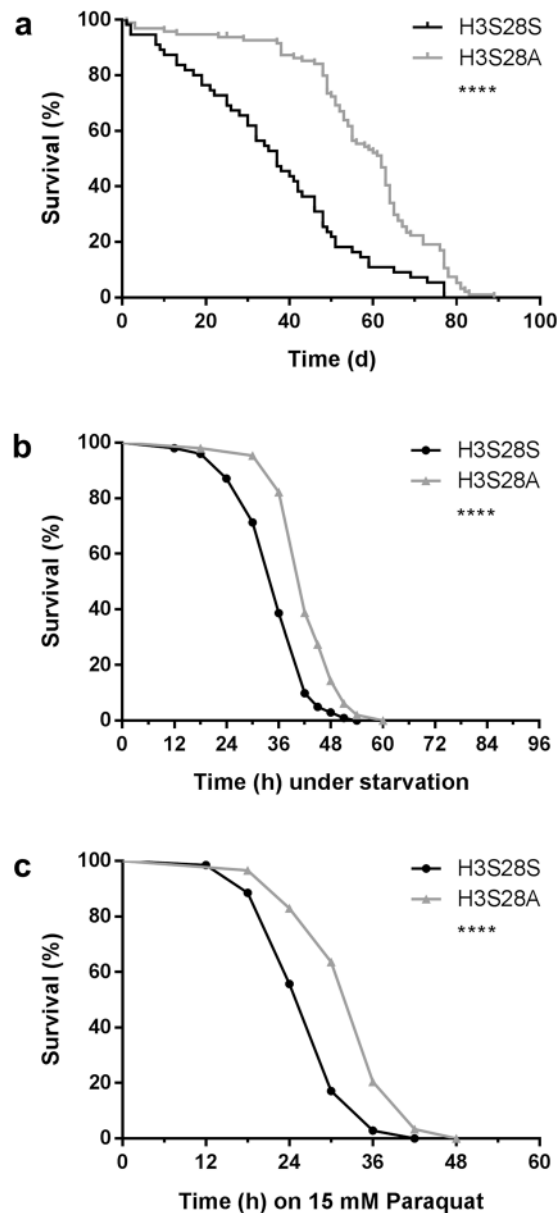 a
H3S28S
H3S28A
****
Survival (%)
100
80
60
40
20
0
0 20 40 60 80 100
Time (d)
b
H3S28S
H3S28A
****
Survival (%)
100
80
60
40
20
0
0 12 24 36 48 60 72 84 96
Time (h) under starvation
c
H3S28S
H3S28A
****
Survival (%)
100
80
60
40
20
0
0 12 24 36 48 60
Time (h) on 15 mM Paraquat